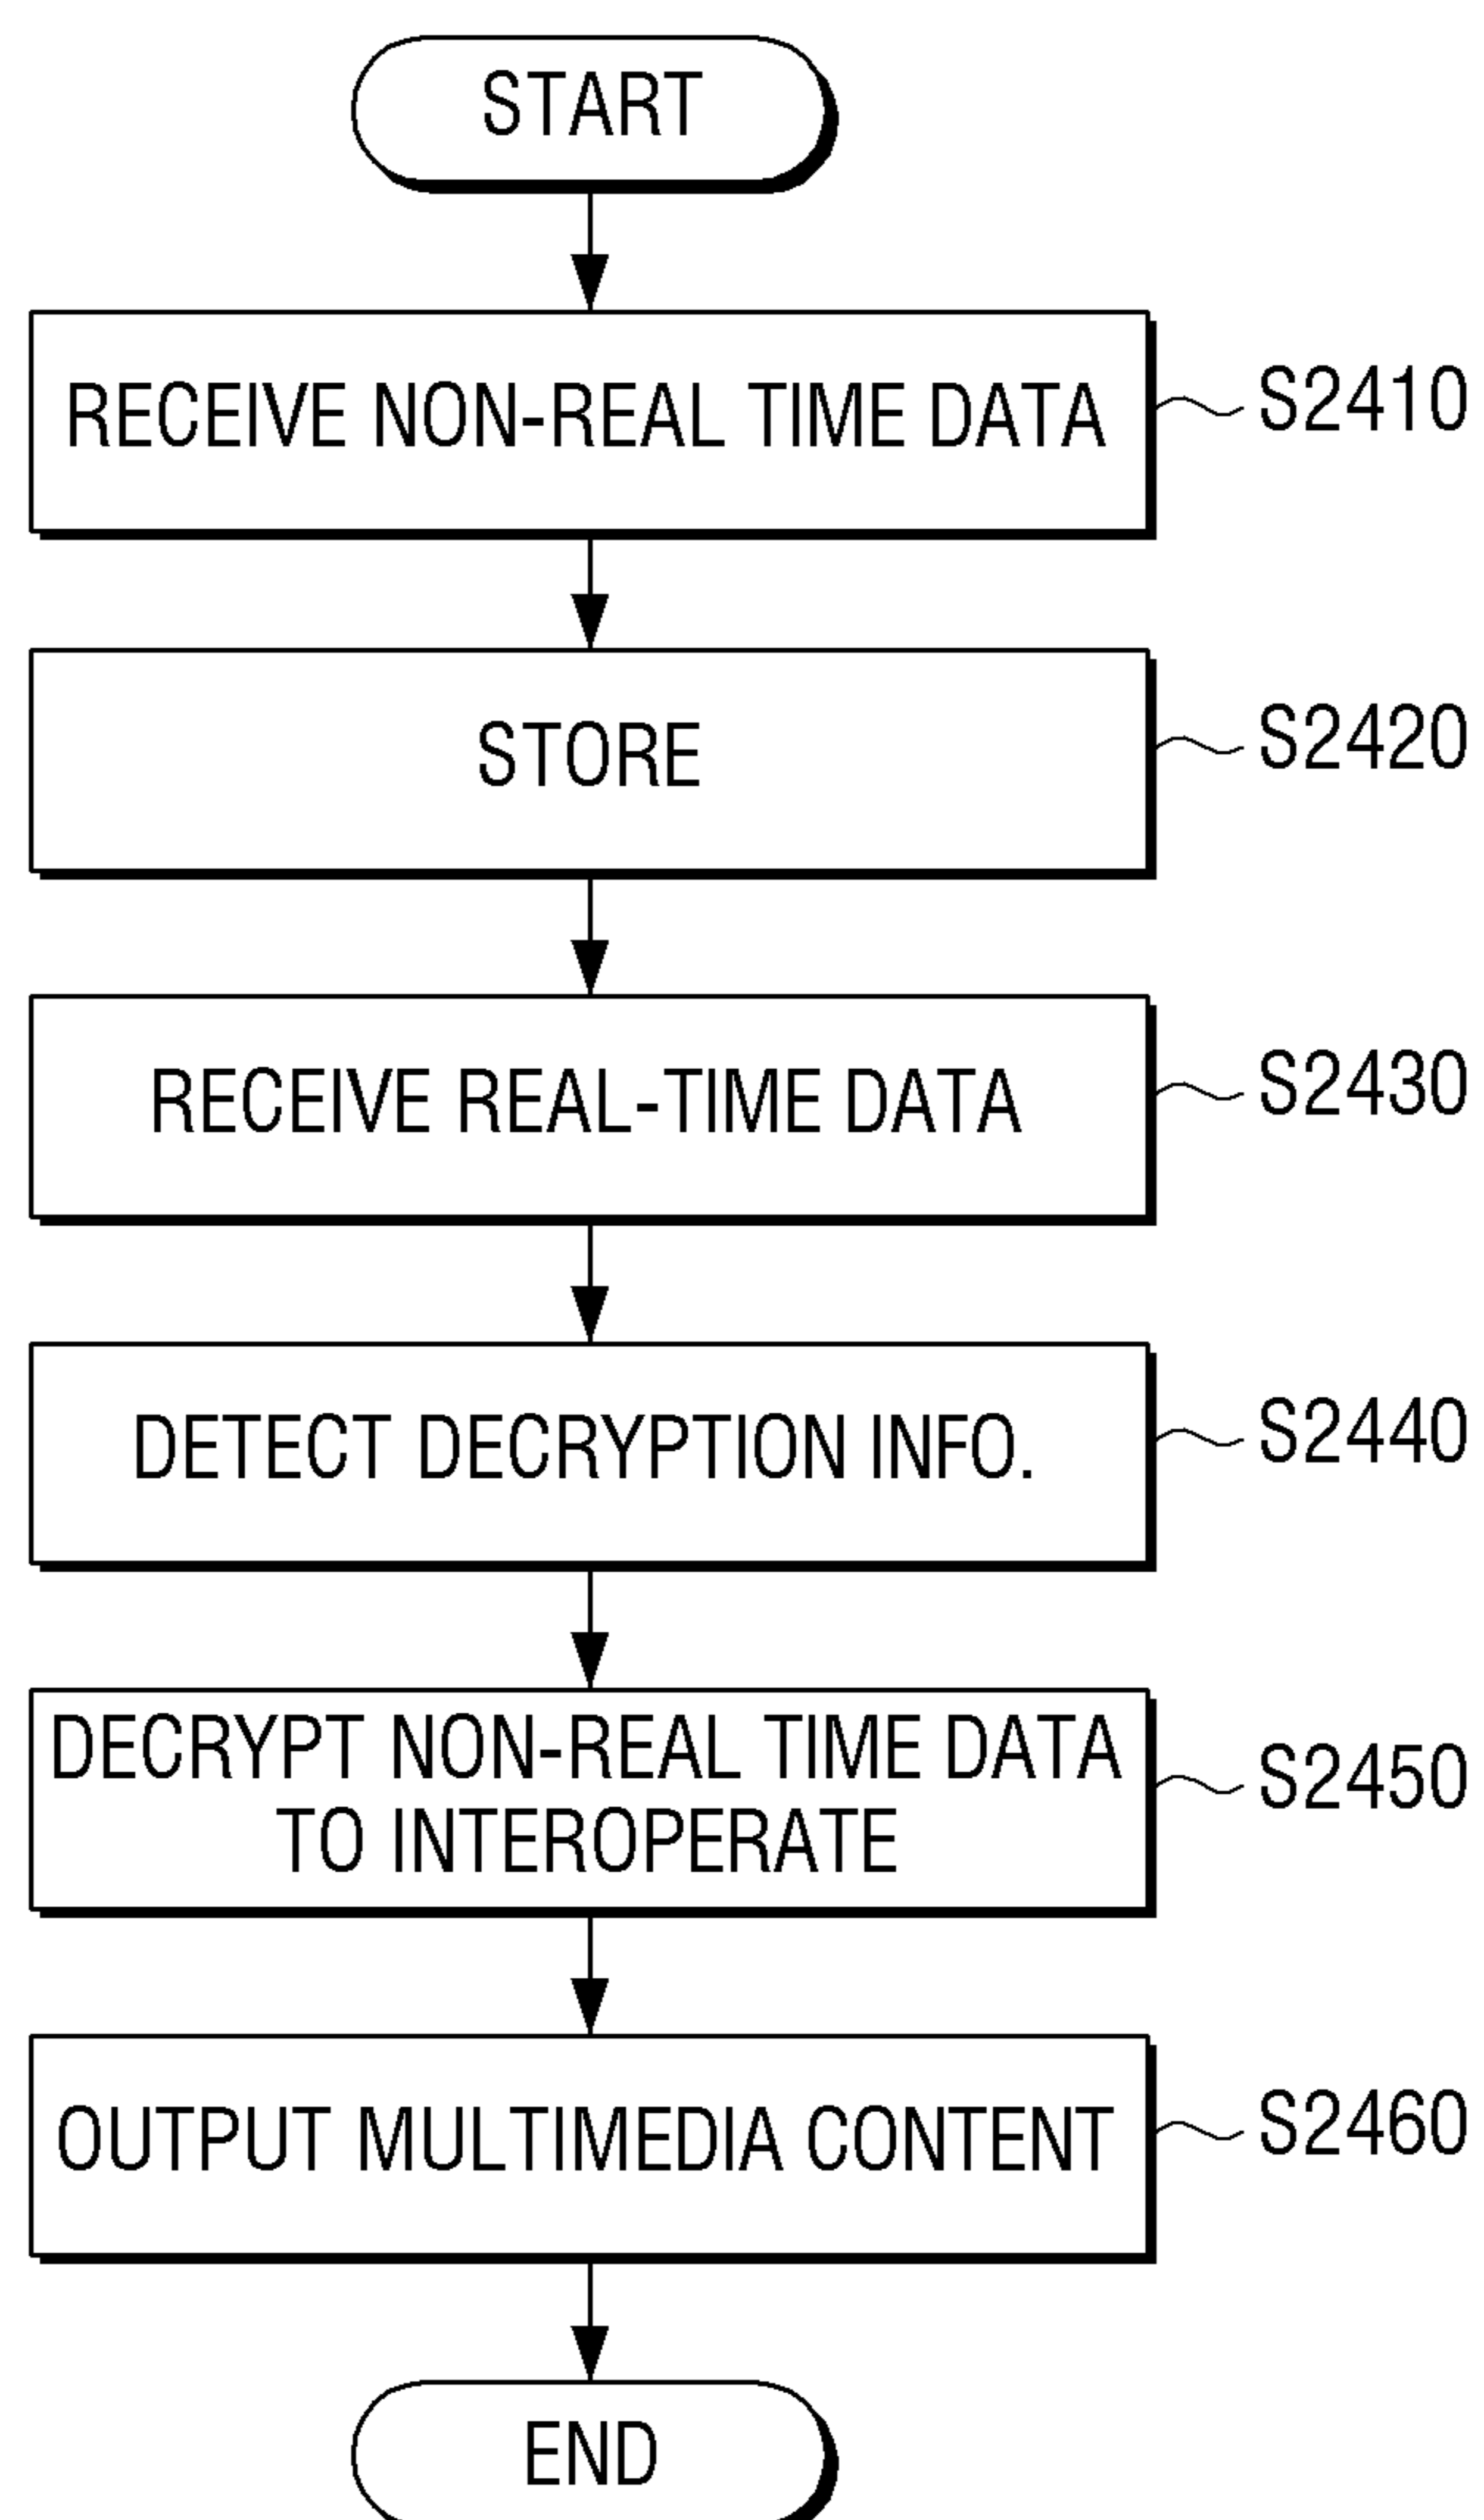 START
RECEIVE NON-REAL TIME DATA
S2410
STORE
S2420
RECEIVE REAL-TIME DATA
S2430
DETECT DECRYPTION INFO.
S2440
DECRYPT NON-REAL TIME DATA
TO INTEROPERATE
S2450
OUTPUT MULTIMEDIA CONTENT
S2460
END